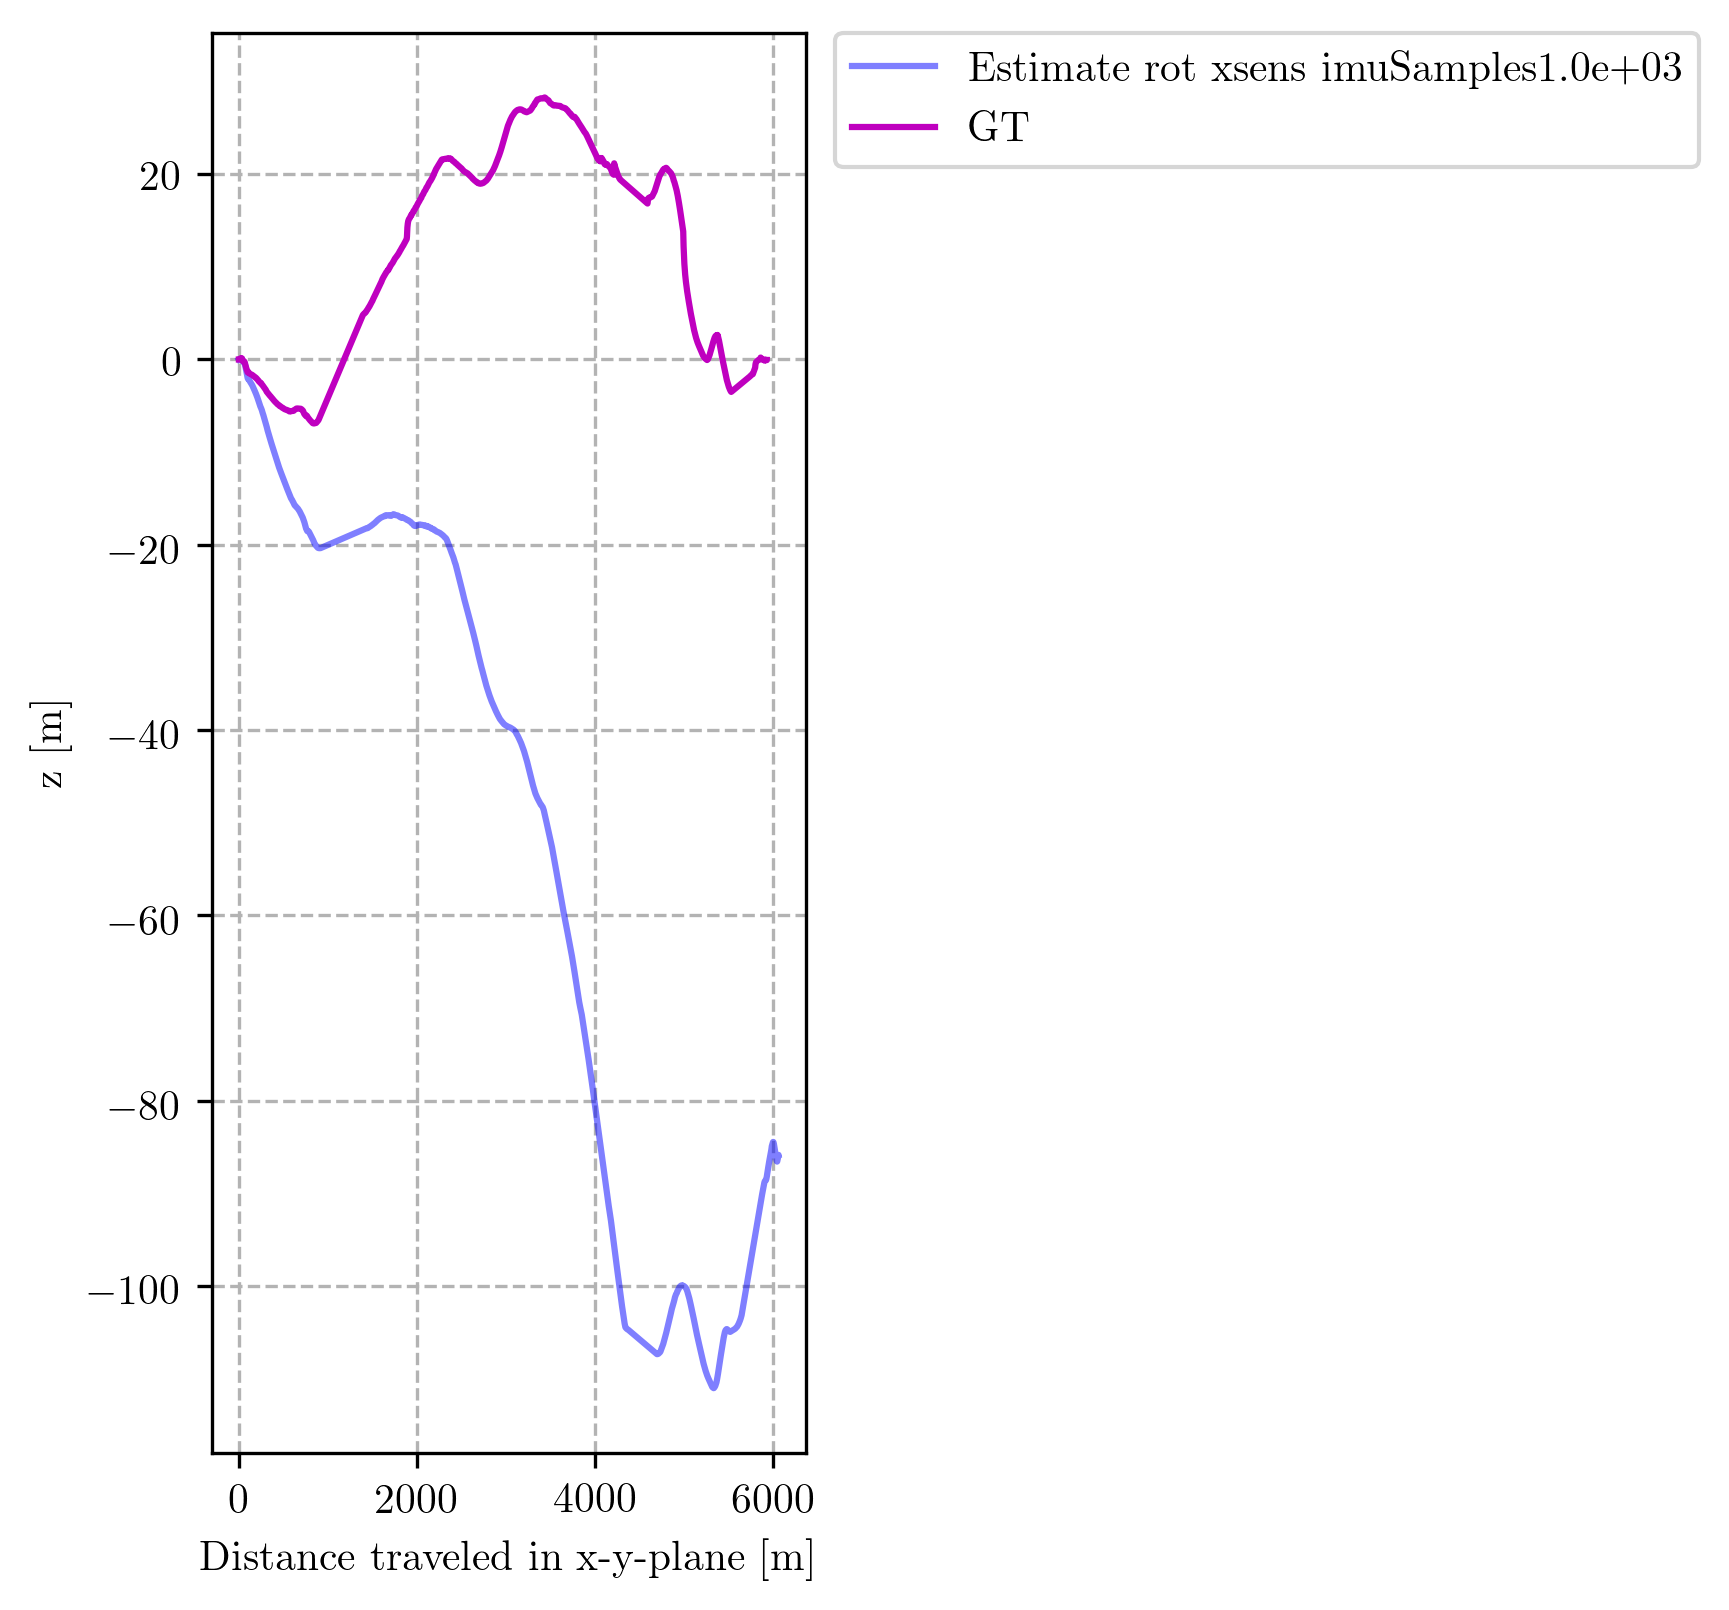 Estimate rot xsens imuSamples1.0e+03
GT
20
0
−20
−40
−60
−80
−100
z [m]
0 2000 4000 6000
Distance traveled in x-y-plane [m]